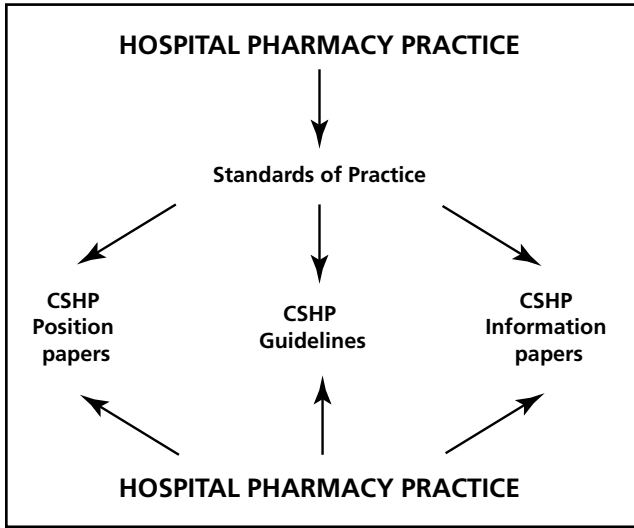 HOSPITAL PHARMACY PRACTICE
Standards of Practice
CSHP
Position
papers
CSHP
Guidelines
CSHP
Information
papers
HOSPITAL PHARMACY PRACTICE